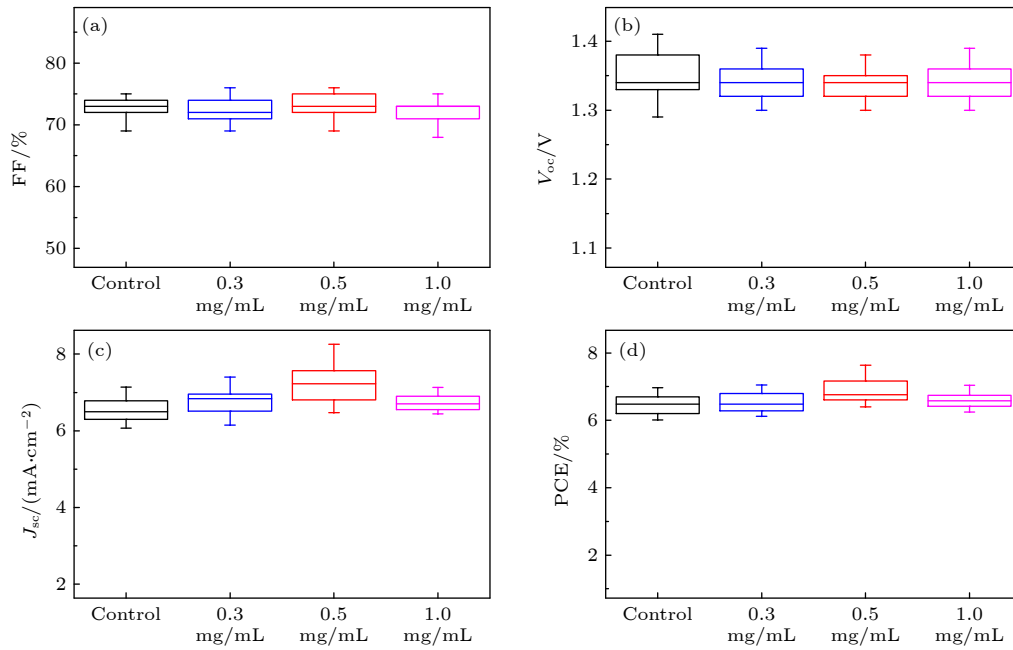 (a)
FF/%
80
70
60
50
Control
0.3
mg/mL
0.5
mg/mL
1.0
mg/mL
(b)
Voc/V
1.4
1.3
1.2
1.1
Control
0.3
mg/mL
0.5
mg/mL
1.0
mg/mL
(c)
Jsc/(mA·cm−2)
8
6
4
2
Control
0.3
mg/mL
0.5
mg/mL
1.0
mg/mL
(d)
PCE/%
8
6
4
2
Control
0.3
mg/mL
0.5
mg/mL
1.0
mg/mL